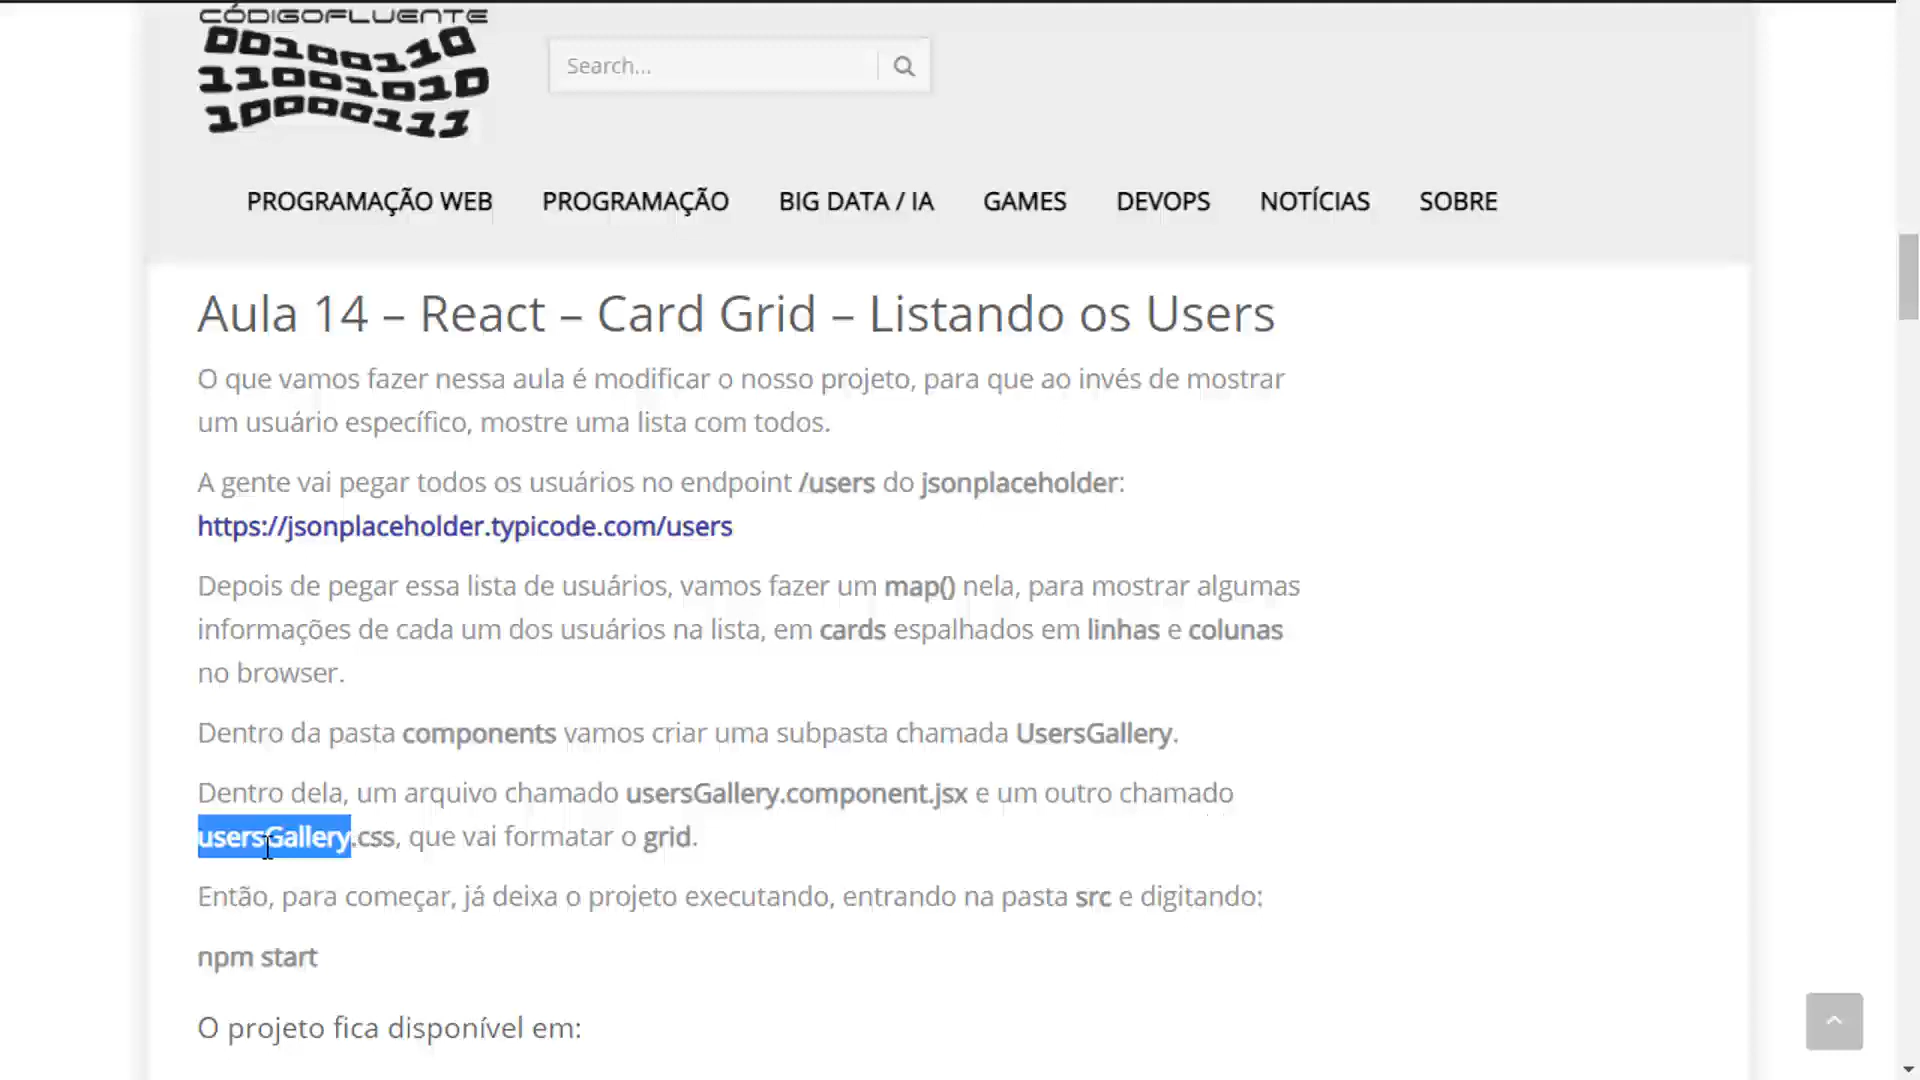 CÓDIGOFLUENTE
00100110
11001010
10000111
Search...
PROGRAMAÇÃO WEB PROGRAMAÇÃO BIG DATA / IA GAMES DEVOPS NOTÍCIAS SOBRE
Aula 14 – React – Card Grid – Listando os Users
O que vamos fazer nessa aula é modificar o nosso projeto, para que ao invés de mostrar
um usuário específico, mostre uma lista com todos.
A gente vai pegar todos os usuários no endpoint /users do jsonplaceholder:
https://jsonplaceholder.typicode.com/users
Depois de pegar essa lista de usuários, vamos fazer um map() nela, para mostrar algumas
informações de cada um dos usuários na lista, em cards espalhados em linhas e colunas
no browser.
Dentro da pasta components vamos criar uma subpasta chamada UsersGallery.
Dentro dela, um arquivo chamado usersGallery.component.jsx e um outro chamado
usersGallery.css, que vai formatar o grid.
Então, para começar, já deixa o projeto executando, entrando na pasta src e digitando:
npm start
O projeto fica disponível em: